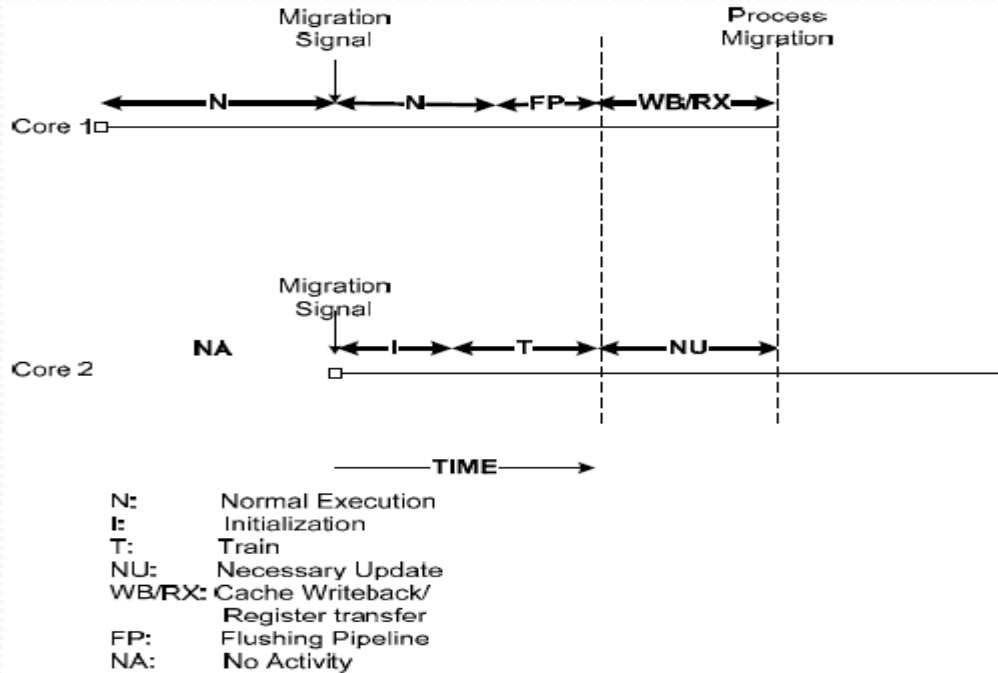 Migration
Signal
Process
Migration
N N FP WB/RX
Core 1
Migration
Signal
NA I T NU
Core 2
TIME
N: Normal Execution
I: Initialization
T: Train
NU: Necessary Update
WB/RX: Cache Writeback/
Register transfer
FP: Flushing Pipeline
NA: No Activity